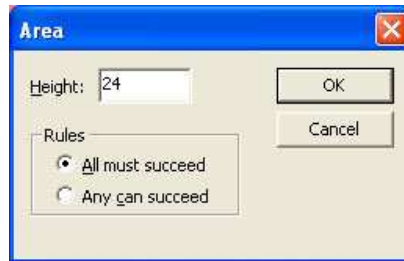 Area
Height: 24
OK
Cancel
Rules
All must succeed
Any can succeed